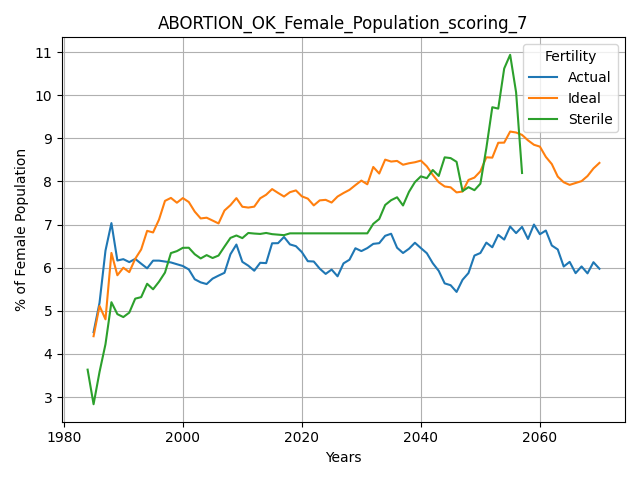 ABORTION_OK_Female_Population_scoring_7
Fertility
Actual
Ideal
Sterile
% of Female Population
11
10
9
8
7
6
5
4
3
1980
2000
2020
2040
2060
Years